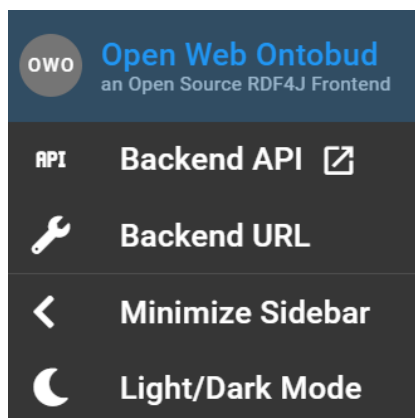 OWO
Open Web Ontobud
an Open Source RDF4J Frontend
API
Backend API
Backend URL
Minimize Sidebar
Light/Dark Mode